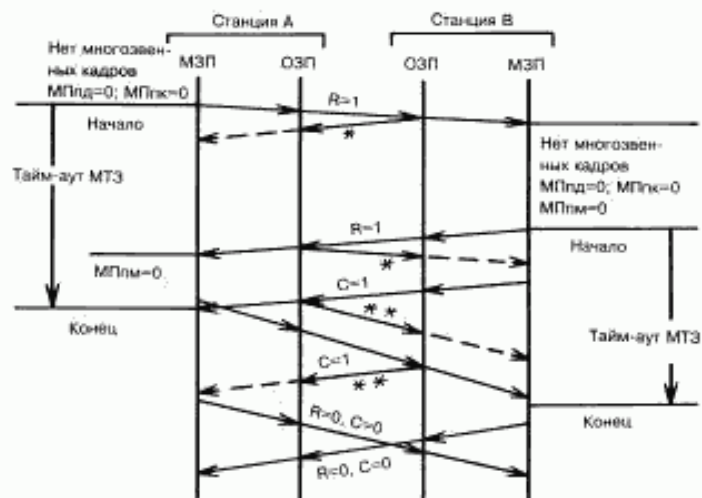 Станция А
Станция В
Нет многозвен-
ных кадров
МПпд=0; МПпк=0
МЗП
ОЗП
ОЗП
МЗП
R=1
Начало
*
Нет многозвен-
ных кадров
МПпд=0; МПпк=0
МПпм=0
Тайм-аут МТЗ
R=1
Начало
*
МПпм=0
C=1
* *
Конец
Тайм-аут МТЗ
C=1
* *
R=0, C=0
Конец
R=0, C=0